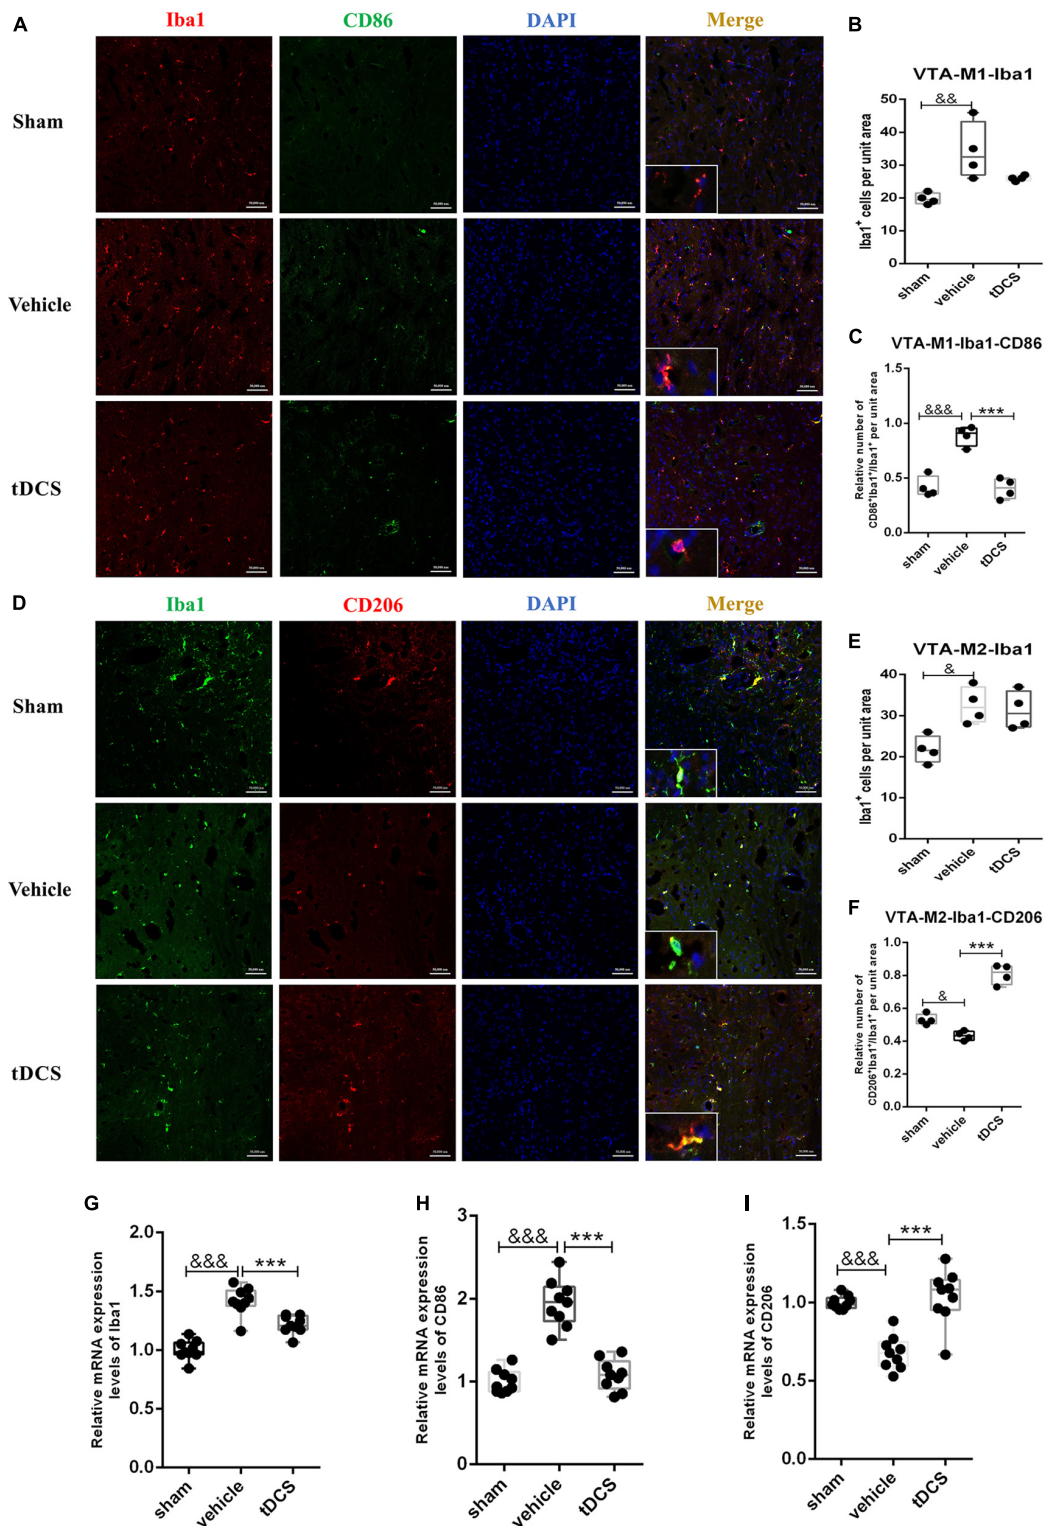 A
Iba1 CD86 DAPI Merge
Sham
Vehicle
tDCS
B
VTA-M1-Iba1
Iba1+ cells per unit area
50
40
30
20
10
0
&&
sham vehicle tDCS
C
VTA-M1-Iba1-CD86
Relative number of
CD86+Iba1+/Iba1+ per unit area
1.5
1.0
0.5
0.0
&&& ***
sham vehicle tDCS
D
Iba1 CD206 DAPI Merge
Sham
Vehicle
tDCS
E
VTA-M2-Iba1
Iba1+ cells per unit area
40
30
20
10
0
&
sham vehicle tDCS
F
VTA-M2-Iba1-CD206
Relative number of
CD206+Iba1+/Iba1+ per unit area
1.0
0.8
0.6
0.4
0.2
0.0
& ***
sham vehicle tDCS
G
Relative mRNA expression
levels of Iba1
2.0
1.5
1.0
0.5
0.0
&&& ***
sham vehicle tDCS
H
Relative mRNA expression
levels of CD86
3
2
1
0
&&& ***
sham vehicle tDCS
I
Relative mRNA expression
levels of CD206
1.5
1.0
0.5
0.0
&&& ***
sham vehicle tDCS